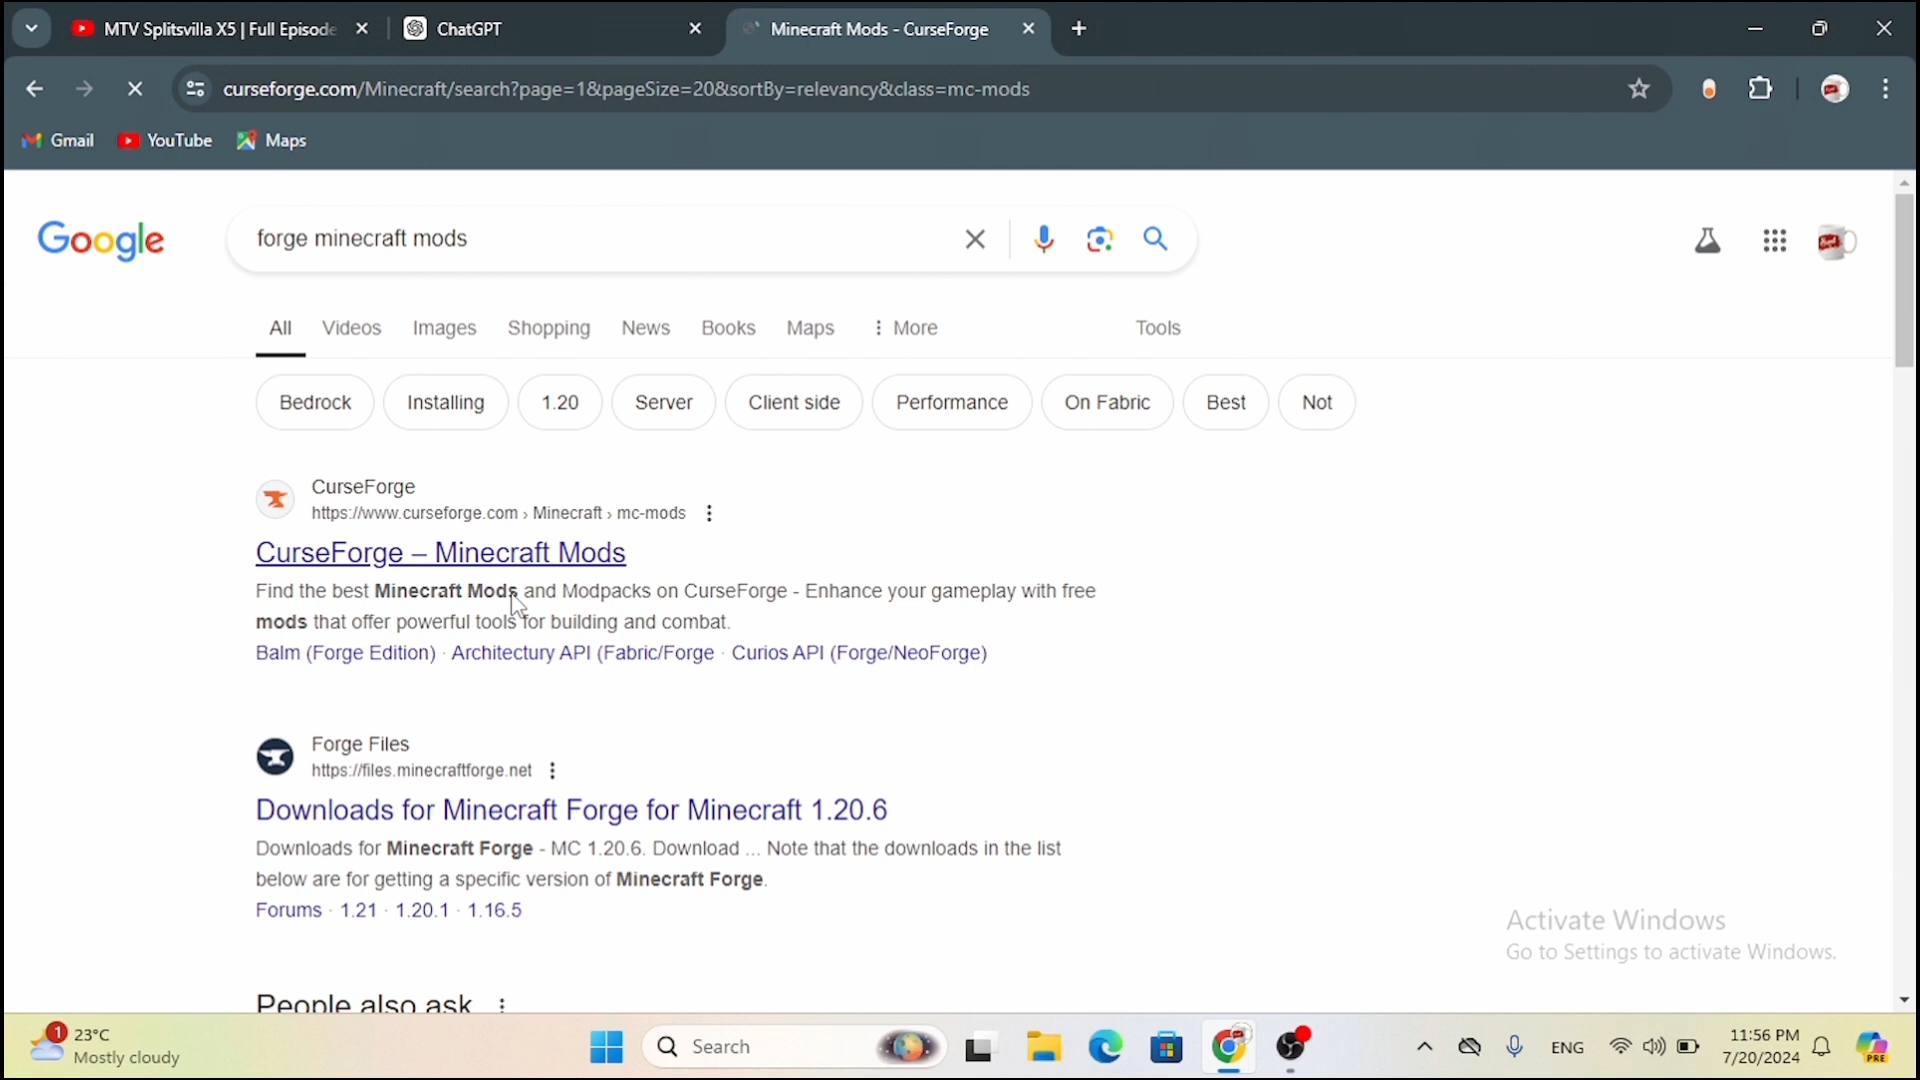 MTV Splitsvilla X5 | Full Episode
ChatGPT
Minecraft Mods - CurseForge
curseforge.com/Minecraft/search?page=1&pageSize=20&sortBy=relevancy&class=mc-mods
Gmail
YouTube
Maps
Google
forge minecraft mods
All
Videos
Images
Shopping
News
Books
Maps
More
Tools
Bedrock
Installing
1.20
Server
Client side
Performance
On Fabric
Best
Not
CurseForge
https://www.curseforge.com › Minecraft › mc-mods
CurseForge – Minecraft Mods
Find the best Minecraft Mods and Modpacks on CurseForge - Enhance your gameplay with free
mods that offer powerful tools for building and combat.
Balm (Forge Edition) · Architectury API (Fabric/Forge · Curios API (Forge/NeoForge)
Forge Files
https://files.minecraftforge.net
Downloads for Minecraft Forge for Minecraft 1.20.6
Downloads for Minecraft Forge - MC 1.20.6. Download ... Note that the downloads in the list
below are for getting a specific version of Minecraft Forge.
Forums · 1.21 · 1.20.1 · 1.16.5
People also ask
Activate Windows
Go to Settings to activate Windows.
1
23°C
Mostly cloudy
Search
ENG
11:56 PM
7/20/2024
PRE